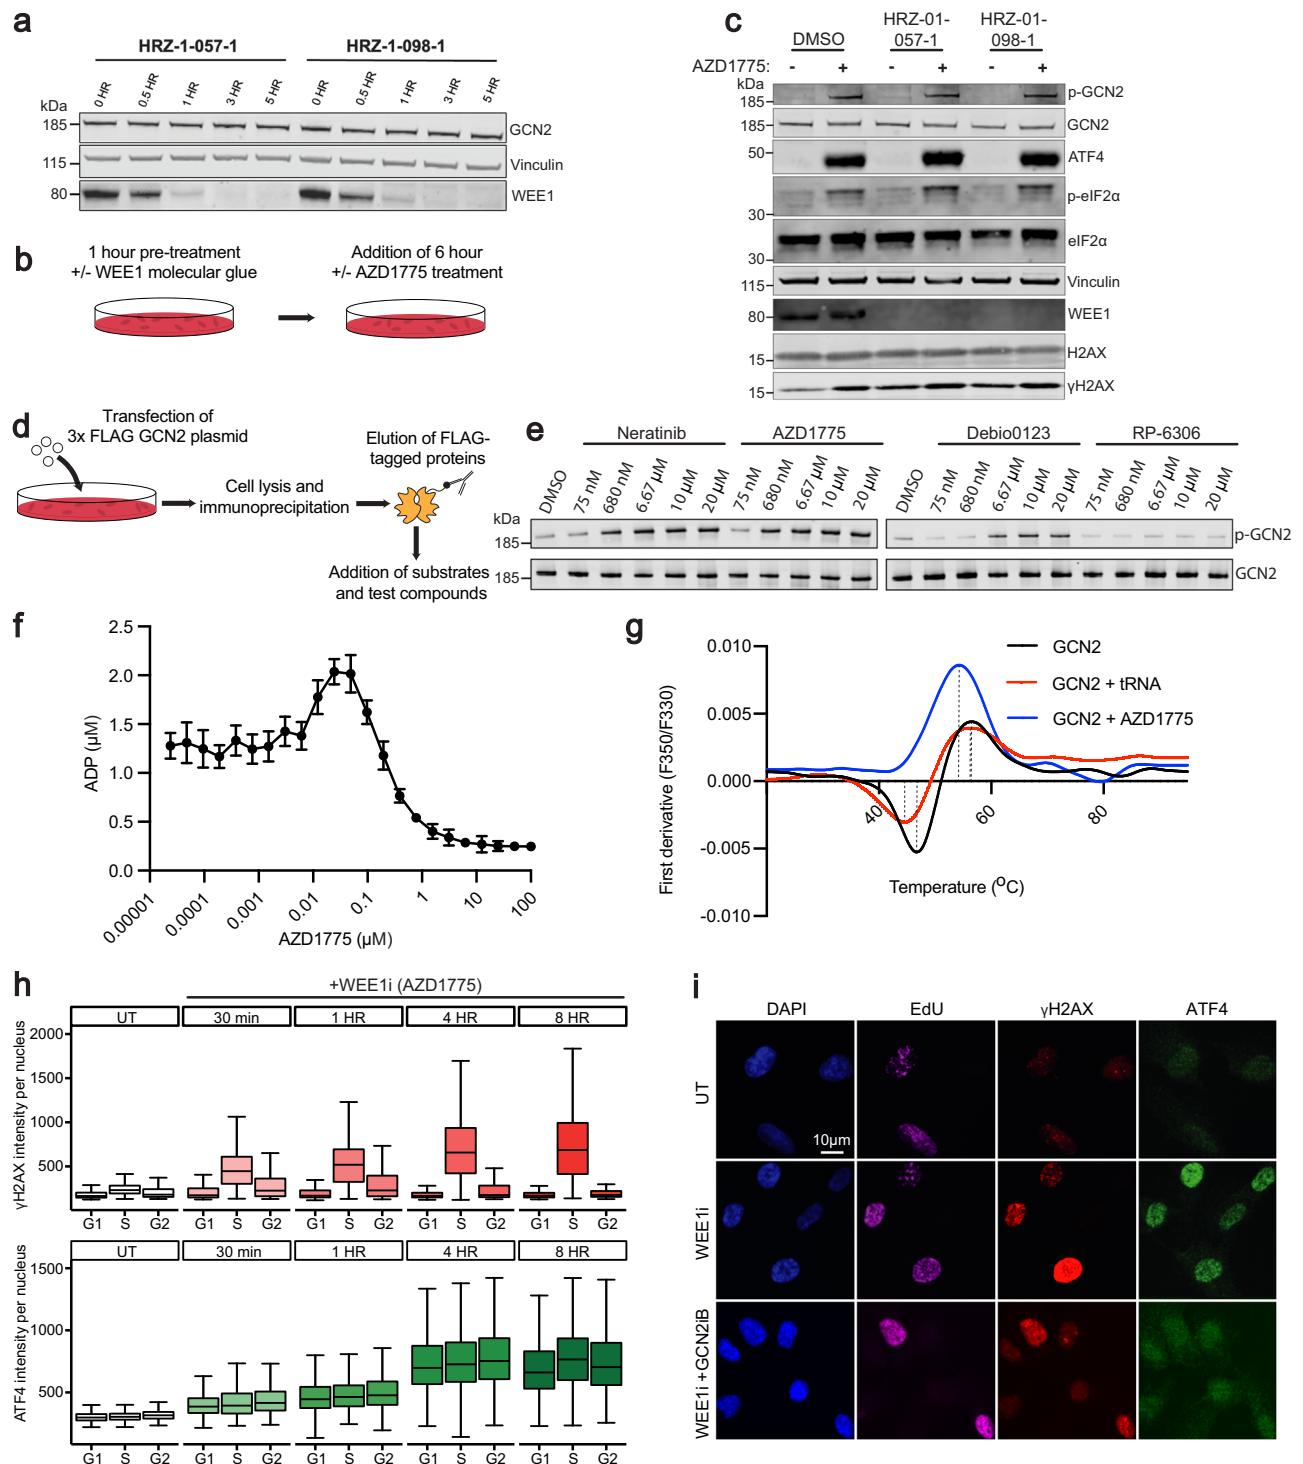 a
HRZ-1-057-1 HRZ-1-098-1
0 HR 0.5 HR 1 HR 3 HR 5 HR 0 HR 0.5 HR 1 HR 3 HR 5 HR
kDa
185 GCN2
115 Vinculin
80 WEE1
b
1 hour pre-treatment
+/- WEE1 molecular glue
Addition of 6 hour
+/- AZD1775 treatment
c
DMSO HRZ-01-057-1 HRZ-01-098-1
AZD1775: - + - + - +
kDa
185 p-GCN2
185 GCN2
50 ATF4
30 p-eIF2α
30 eIF2α
115 Vinculin
80 WEE1
15 H2AX
15 γH2AX
d
Transfection of
3x FLAG GCN2 plasmid
Cell lysis and
immunoprecipitation
Elution of FLAG-
tagged proteins
Addition of substrates
and test compounds
e
Neratinib AZD1775 Debio0123 RP-6306
DMSO 75 nM 680 nM 6.67 μM 10 μM 20 μM 75 nM 680 nM 6.67 μM 10 μM 20 μM DMSO 75 nM 680 nM 6.67 μM 10 μM 20 μM 75 nM 680 nM 6.67 μM 10 μM 20 μM
kDa
185 p-GCN2
185 GCN2
f
ADP (μM)
2.5
2.0
1.5
1.0
0.5
0.0
0.00001 0.0001 0.001 0.01 0.1 1 10 100
AZD1775 (μM)
g
First derivative (F350/F330)
0.010
0.005
0.000
-0.005
-0.010
40 60 80
Temperature (°C)
GCN2
GCN2 + tRNA
GCN2 + AZD1775
h
+WEE1i (AZD1775)
UT 30 min 1 HR 4 HR 8 HR
γH2AX intensity per nucleus
2000
1500
1000
500
G1 S G2 G1 S G2 G1 S G2 G1 S G2 G1 S G2
UT 30 min 1 HR 4 HR 8 HR
ATF4 intensity per nucleus
1500
1000
500
G1 S G2 G1 S G2 G1 S G2 G1 S G2 G1 S G2
i
DAPI EdU γH2AX ATF4
UT
10μm
WEE1i
WEE1i +GCN2iB